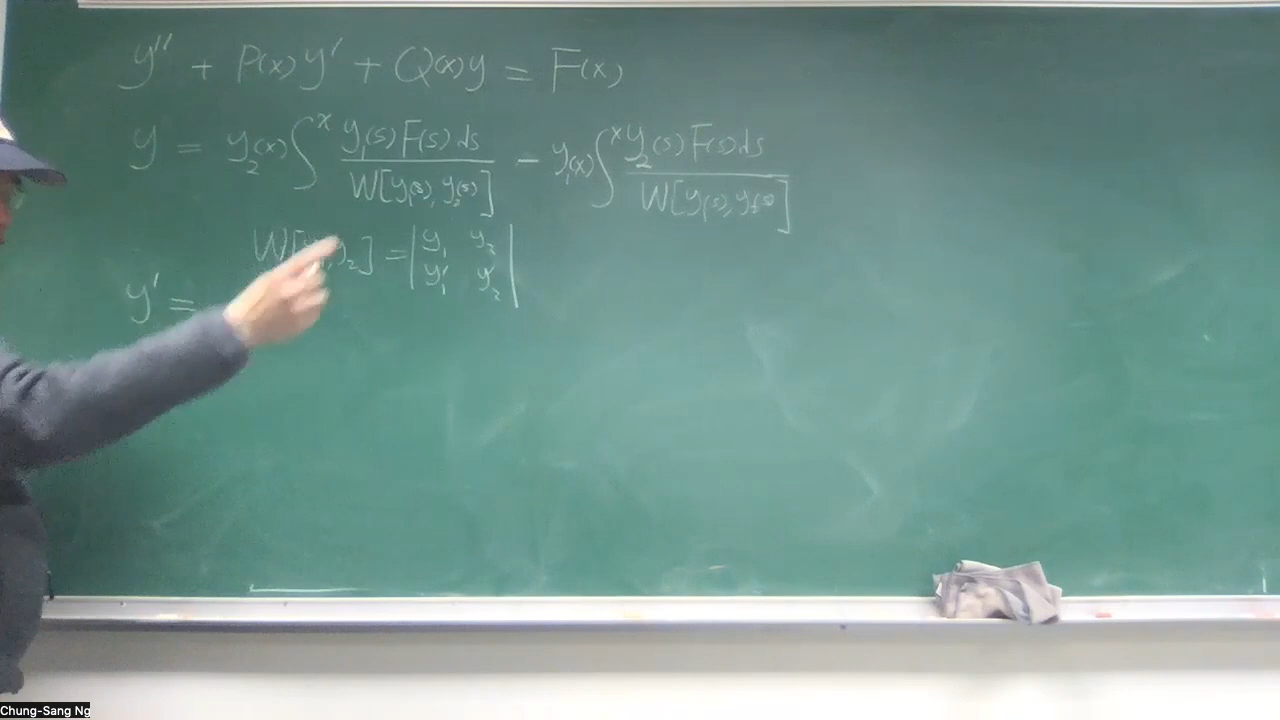 y'' + P(x) y' + Q(x) y = F(x)
y = y₂(x) ∫ˣ y₁(s) F(s) ds / W[y₁(s), y₂(s)] − y₁(x) ∫ˣ y₂(s) F(s) ds / W[y₁(s), y₂(s)]
W[y₁, y₂] = | y₁ y₂ |
| y₁' y₂' |
y' =
Chung-Sang Ng